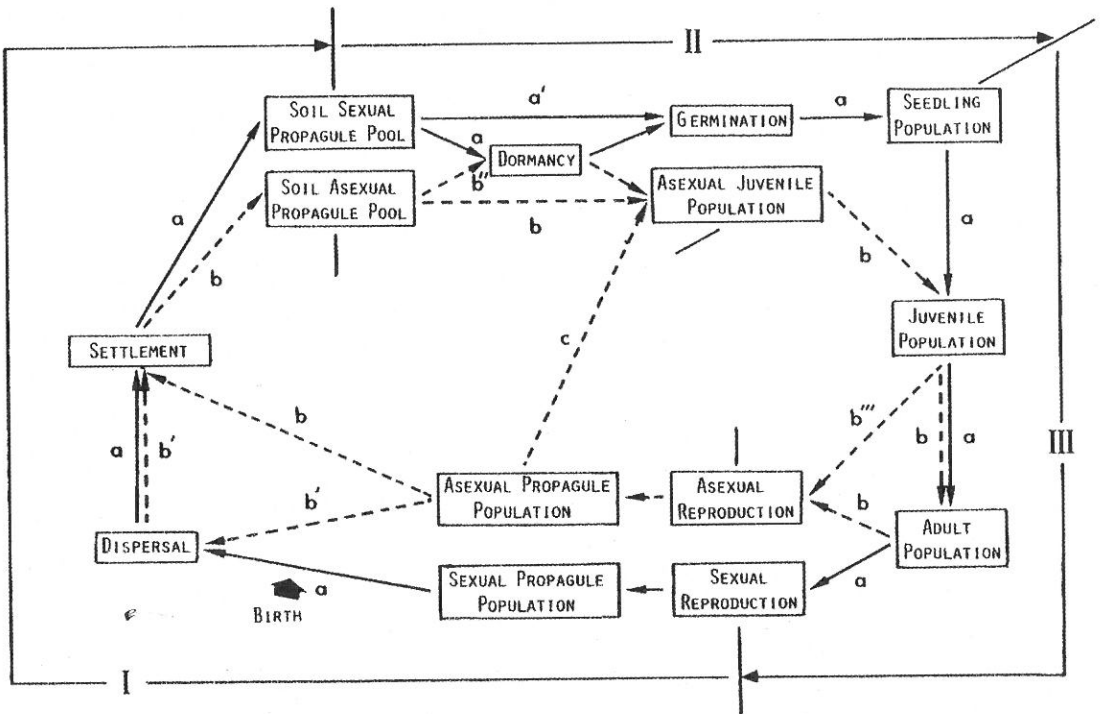 II
SOIL SEXUAL
PROPAGULE POOL
a'
GERMINATION
a
SEEDLING
POPULATION
a
DORMANCY
b''
SOIL ASEXUAL
PROPAGULE POOL
b
ASEXUAL JUVENILE
POPULATION
a
b
b
a
SETTLEMENT
c
JUVENILE
POPULATION
b
b'''
b
a
III
a
b'
ASEXUAL PROPAGULE
POPULATION
ASEXUAL
REPRODUCTION
b'
b
ADULT
POPULATION
DISPERSAL
a
SEXUAL PROPAGULE
POPULATION
SEXUAL
REPRODUCTION
a
BIRTH
I